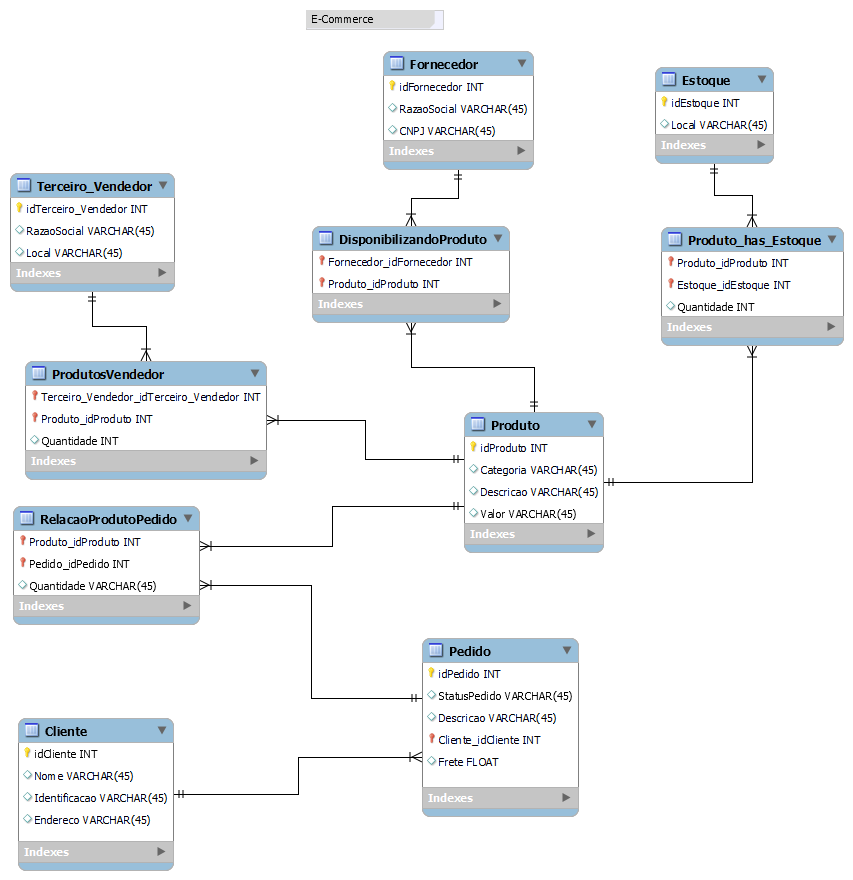 E-Commerce
Fornecedor
idFornecedor INT
RazaoSocial VARCHAR(45)
CNPJ VARCHAR(45)
Indexes
Estoque
idEstoque INT
Local VARCHAR(45)
Indexes
Terceiro_Vendedor
idTerceiro_Vendedor INT
RazaoSocial VARCHAR(45)
Local VARCHAR(45)
Indexes
DisponibilizandoProduto
Fornecedor_idFornecedor INT
Produto_idProduto INT
Indexes
Produto_has_Estoque
Produto_idProduto INT
Estoque_idEstoque INT
Quantidade INT
Indexes
ProdutosVendedor
Terceiro_Vendedor_idTerceiro_Vendedor INT
Produto_idProduto INT
Quantidade INT
Indexes
Produto
idProduto INT
Categoria VARCHAR(45)
Descricao VARCHAR(45)
Valor VARCHAR(45)
Indexes
RelacaoProdutoPedido
Produto_idProduto INT
Pedido_idPedido INT
Quantidade VARCHAR(45)
Indexes
Pedido
idPedido INT
StatusPedido VARCHAR(45)
Descricao VARCHAR(45)
Cliente_idCliente INT
Frete FLOAT
Indexes
Cliente
idCliente INT
Nome VARCHAR(45)
Identificacao VARCHAR(45)
Endereco VARCHAR(45)
Indexes